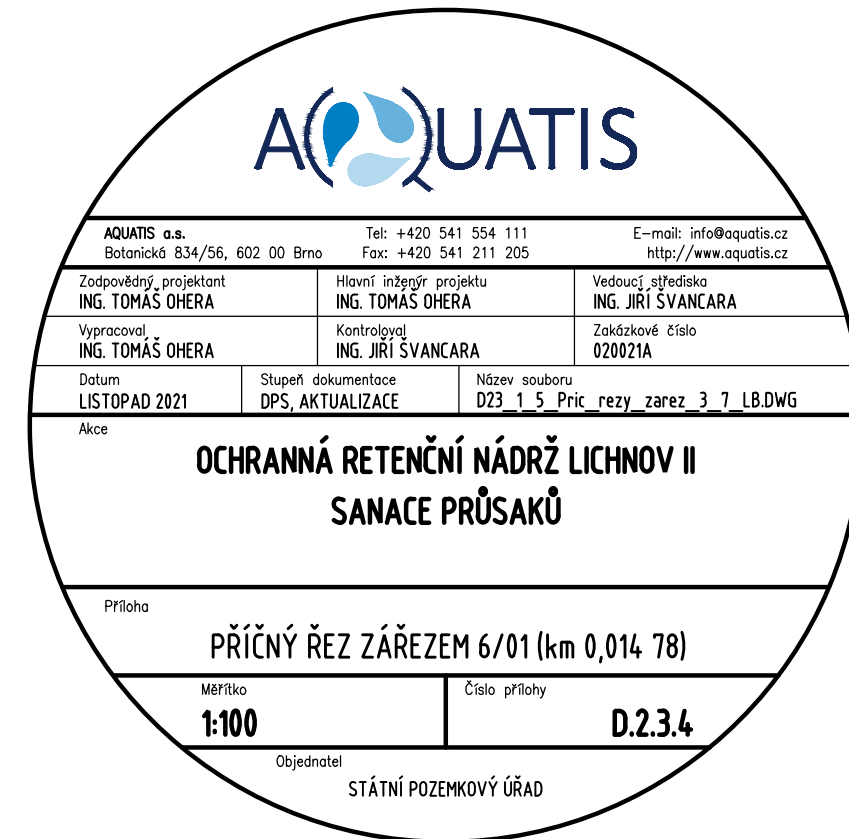 AQUATIS
AQUATIS a.s. Tel: +420 541 554 111 E-mail: info@aquatis.cz
Botanická 834/56, 602 00 Brno Fax: +420 541 211 205 http://www.aquatis.cz
Zodpovědný projektant Hlavní inženýr projektu Vedoucí střediska
ING. TOMÁŠ OHERA ING. TOMÁŠ OHERA ING. JIŘÍ ŠVANCARA
Vypracoval Kontroloval Zakázkové číslo
ING. TOMÁŠ OHERA ING. JIŘÍ ŠVANCARA 020021A
Datum Stupeň dokumentace Název souboru
LISTOPAD 2021 DPS, AKTUALIZACE D23_1_5_Pric_rezy_zarez_3_7_LB.DWG
Akce
OCHRANNÁ RETENČNÍ NÁDRŽ LICHNOV II
SANACE PRŮSAKŮ
Příloha
PŘÍČNÝ ŘEZ ZÁŘEZEM 6/01 (km 0,014 78)
Měřítko Číslo přílohy
1:100 D.2.3.4
Objednatel
STÁTNÍ POZEMKOVÝ ÚŘAD